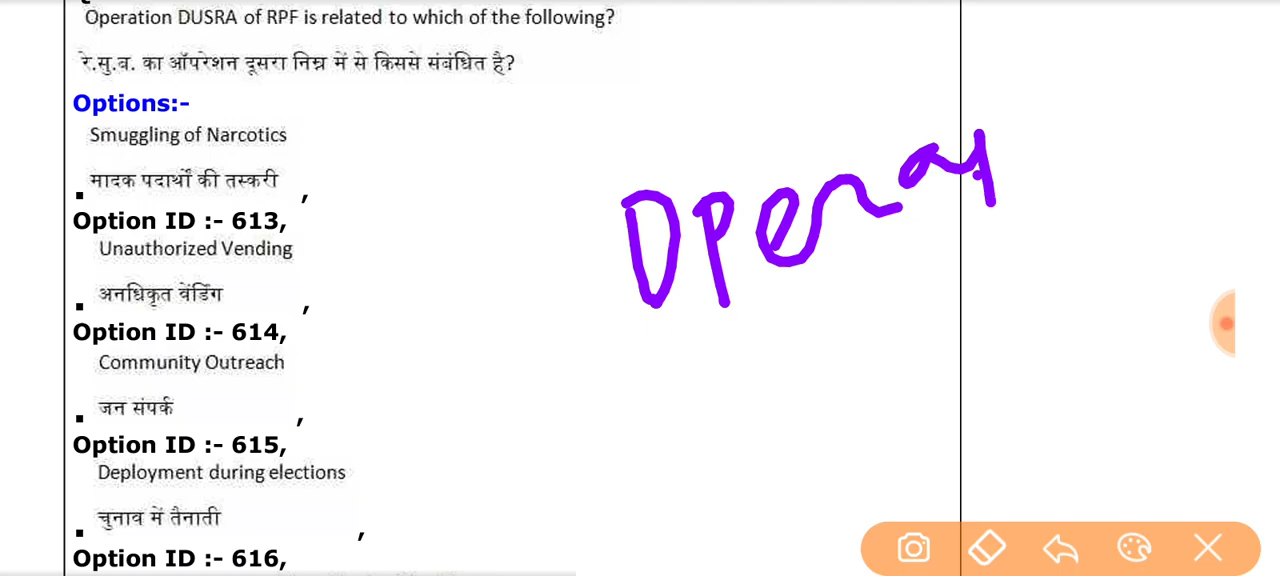 Operation DUSRA of RPF is related to which of the following?
रे.सु.ब. का ऑपरेशन दूसरा निम्न में से किससे संबंधित है?
Options:-
Smuggling of Narcotics
▪ मादक पदार्थों की तस्करी ,
Option ID :- 613,
Unauthorized Vending
▪ अनधिकृत वेंडिंग ,
Option ID :- 614,
Community Outreach
▪ जन संपर्क ,
Option ID :- 615,
Deployment during elections
▪ चुनाव में तैनाती ,
Option ID :- 616,